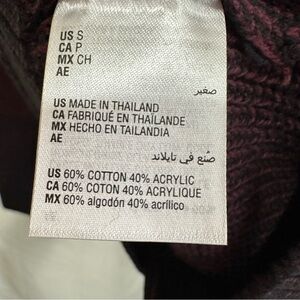 US S
CA P
MX CH
AE
صغير
US MADE IN THAILAND
CA FABRIQUÉ EN THAÏLANDE
MX HECHO EN TAILANDIA
AE
صُنع في تايلاند
US 60% COTTON 40% ACRYLIC
CA 60% COTON 40% ACRYLIQUE
MX 60% algodón 40% acrílico